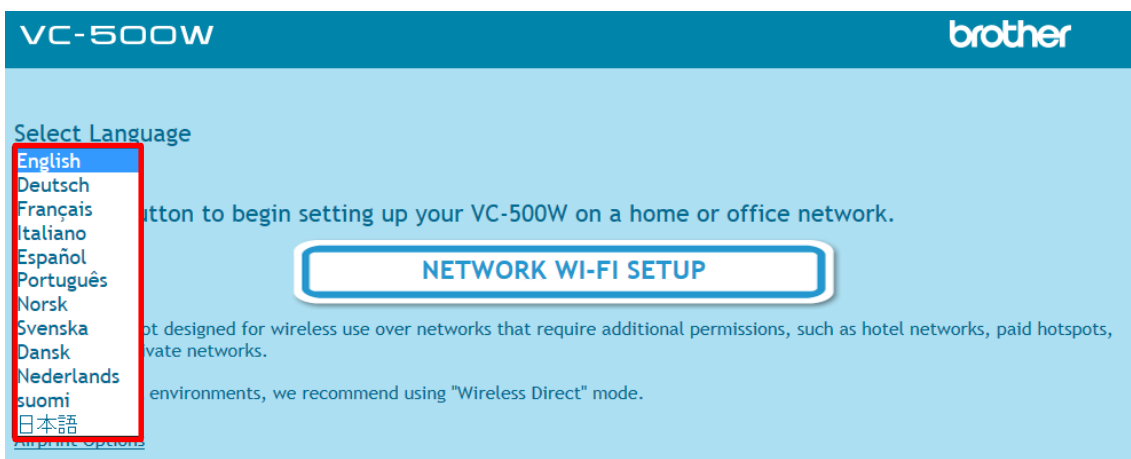 VC-500W
brother
Select Language
English
Deutsch
Français
utton to begin setting up your VC-500W on a home or office network.
Italiano
Español
Português
NETWORK WI-FI SETUP
Norsk
Svenska
ot designed for wireless use over networks that require additional permissions, such as hotel networks, paid hotspots,
Dansk
ivate networks.
Nederlands
environments, we recommend using "Wireless Direct" mode.
suomi
日本語
Airprint Options